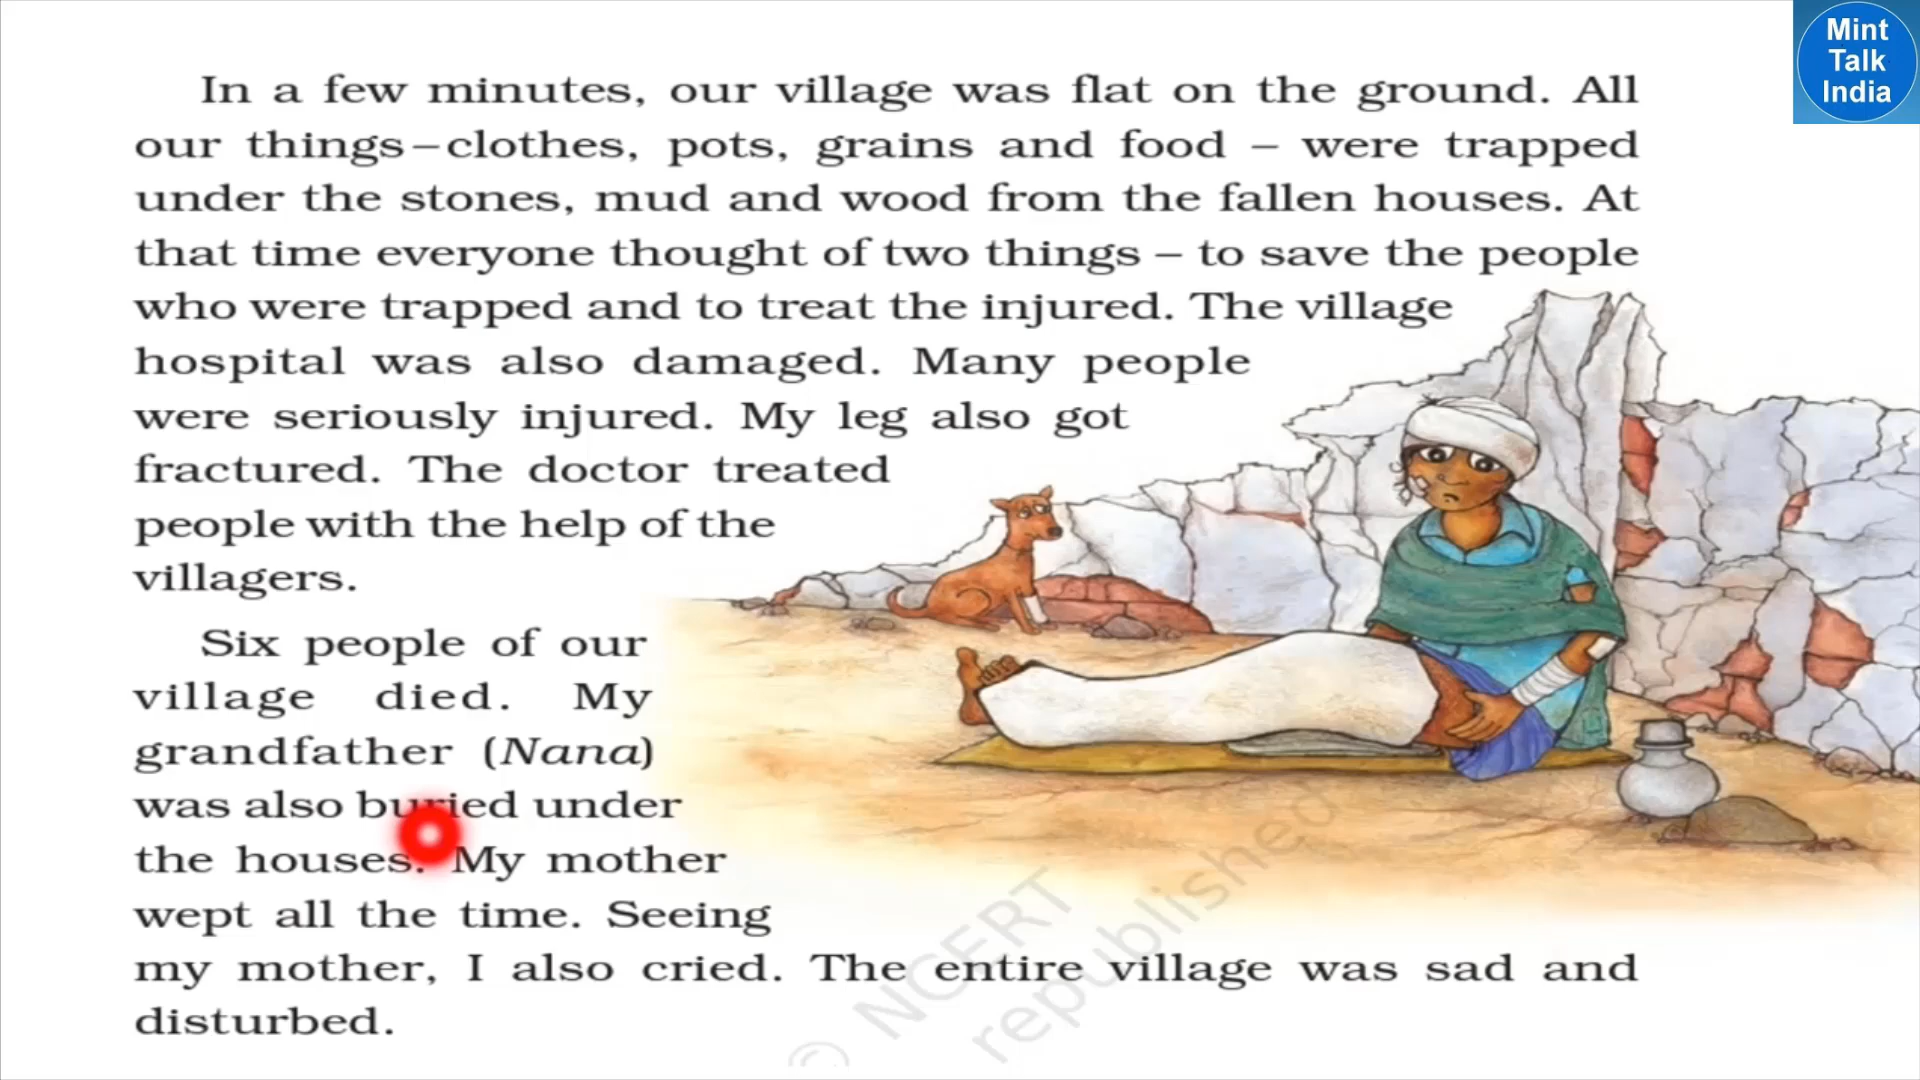 Mint
Talk
India
In a few minutes, our village was flat on the ground. All
our things–clothes, pots, grains and food – were trapped
under the stones, mud and wood from the fallen houses. At
that time everyone thought of two things – to save the people
who were trapped and to treat the injured. The village
hospital was also damaged. Many people
were seriously injured. My leg also got
fractured. The doctor treated
people with the help of the
villagers.
Six people of our
village died. My
grandfather (Nana)
was also buried under
the houses. My mother
wept all the time. Seeing
my mother, I also cried. The entire village was sad and
disturbed.
© NCERT
republished